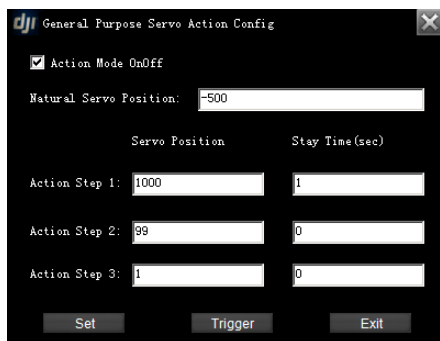 dji General Purpose Servo Action Config
Action Mode OnOff
Natural Servo Position: -500
Servo Position Stay Time(sec)
Action Step 1: 1000 1
Action Step 2: 99 0
Action Step 3: 1 0
Set Trigger Exit